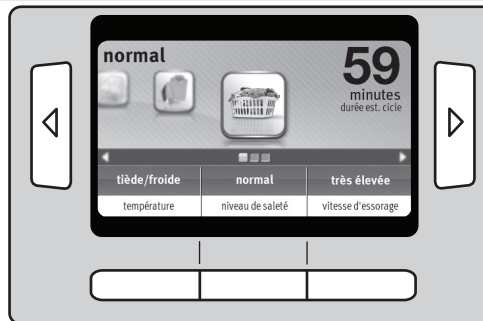 normal
59
minutes
durée est. cicle
tiède/froide normal très élevée
température niveau de saleté vitesse d'essorage